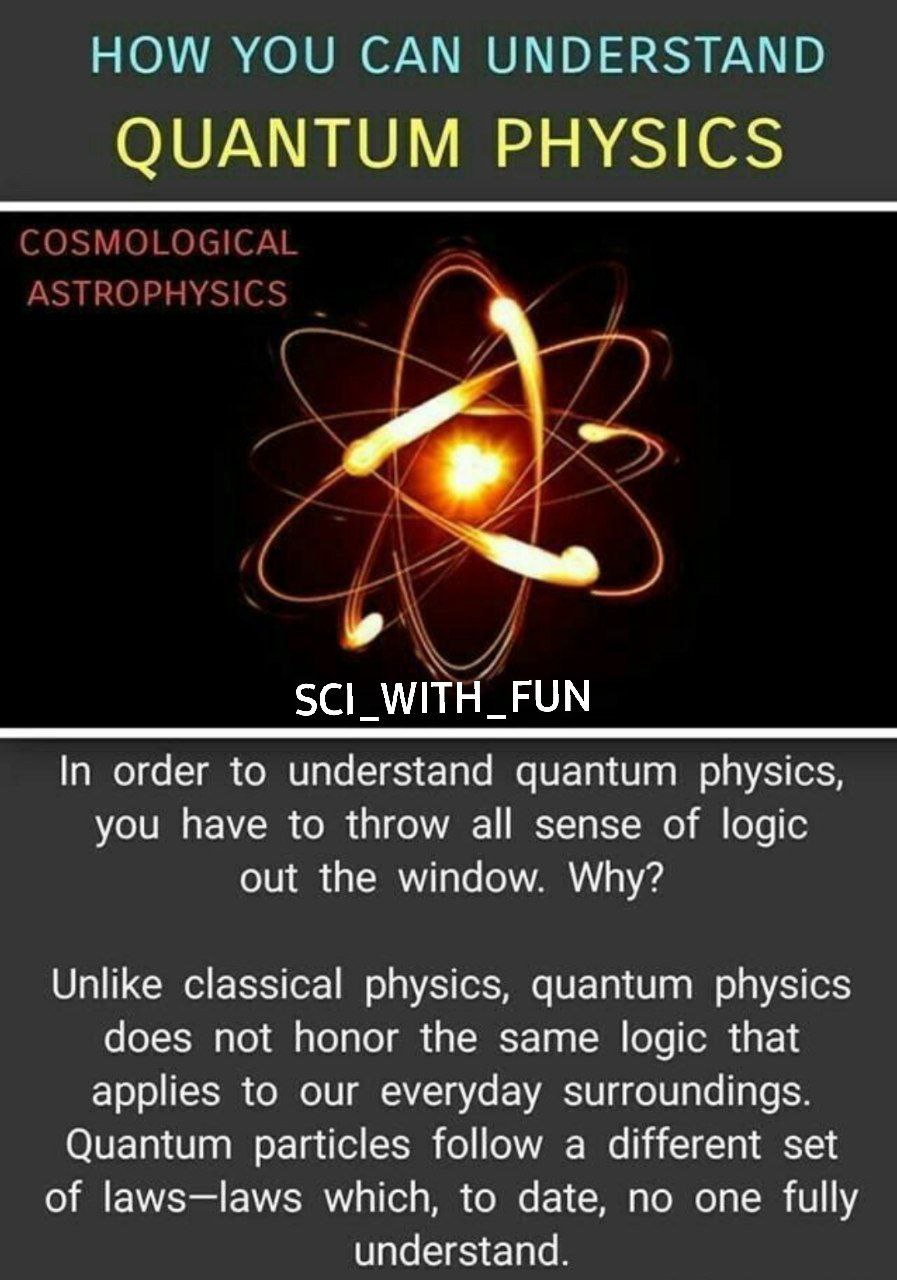 HOW YOU CAN UNDERSTAND
QUANTUM PHYSICS
COSMOLOGICAL
ASTROPHYSICS
SCI_WITH_FUN
In order to understand quantum physics,
you have to throw all sense of logic
out the window. Why?
Unlike classical physics, quantum physics
does not honor the same logic that
applies to our everyday surroundings.
Quantum particles follow a different set
of laws—laws which, to date, no one fully
understand.